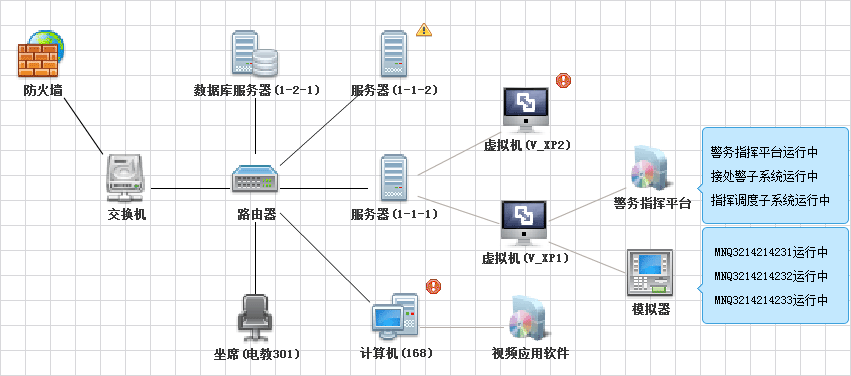 防火墙
数据库服务器(1-2-1)
服务器(1-1-2)
虚拟机(V_XP2)
警务指挥平台运行中
接处警子系统运行中
指挥调度子系统运行中
交换机
路由器
服务器(1-1-1)
警务指挥平台
虚拟机(V_XP1)
MNQ3214214231运行中
MNQ3214214232运行中
MNQ3214214233运行中
模拟器
坐席(电教301)
计算机(168)
视频应用软件